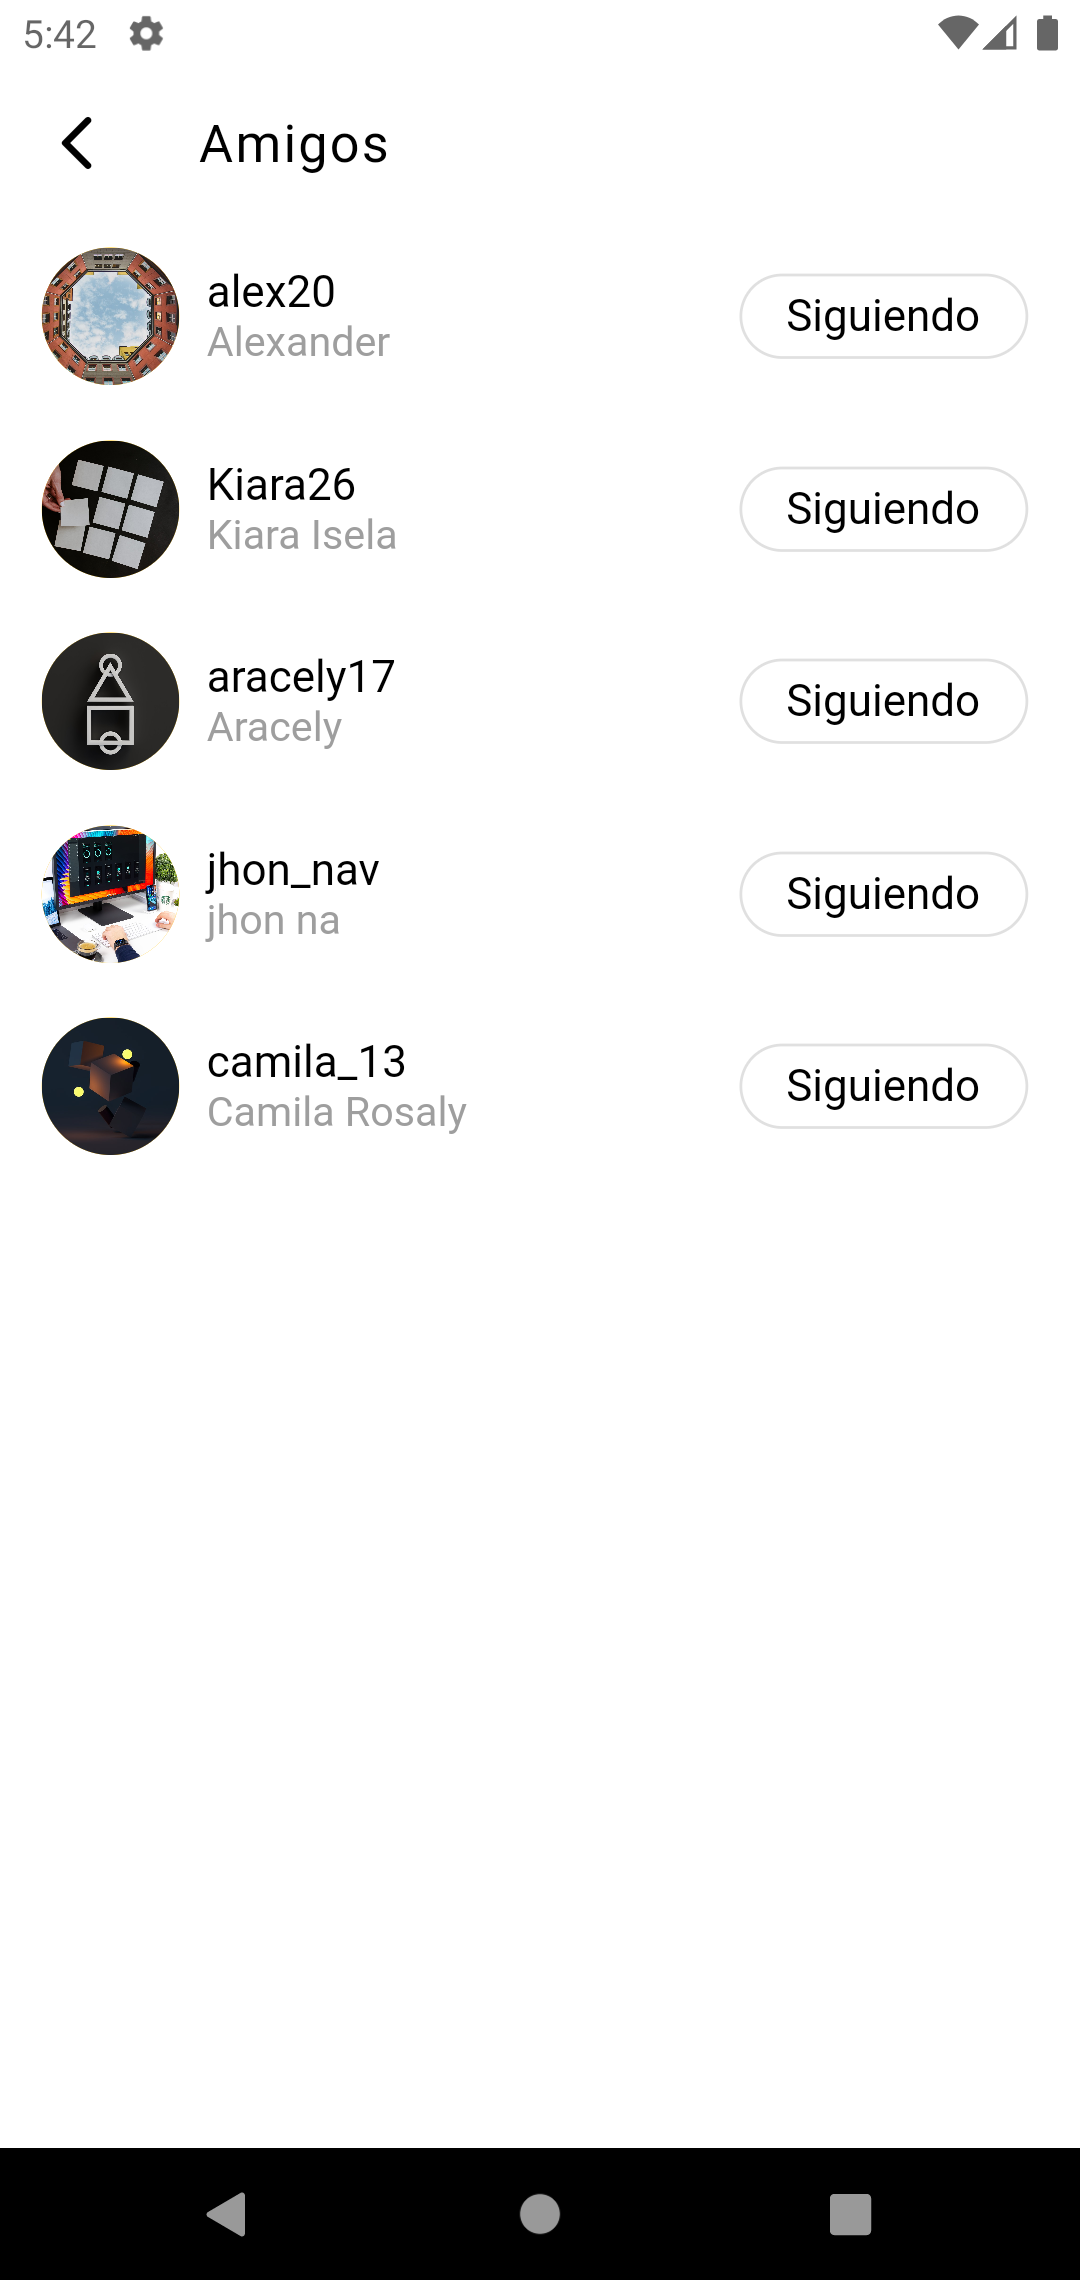 5:42
Amigos
alex20
Alexander
Siguiendo
Kiara26
Kiara Isela
Siguiendo
aracely17
Aracely
Siguiendo
jhon_nav
jhon na
Siguiendo
camila_13
Camila Rosaly
Siguiendo